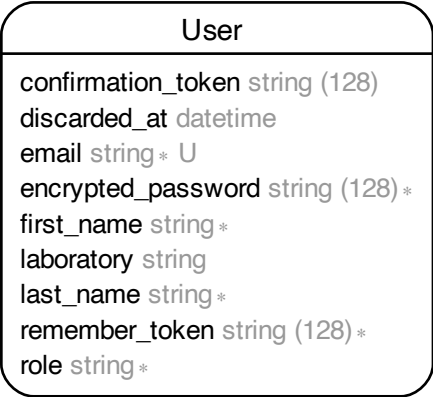 User
confirmation_token string (128)
discarded_at datetime
email string∗ U
encrypted_password string (128)∗
first_name string∗
laboratory string
last_name string∗
remember_token string (128)∗
role string∗